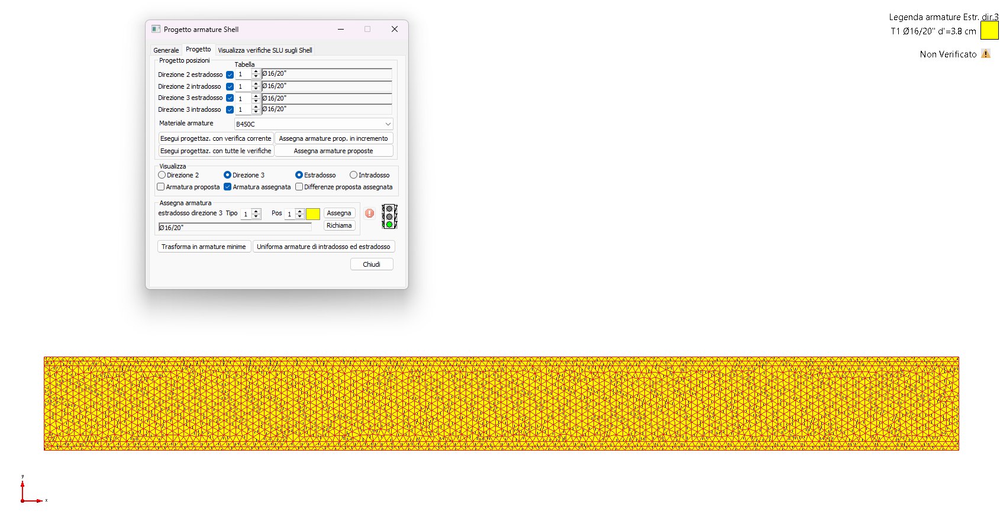 Legenda armature Estr. dir.3
T1 Ø16/20" d'=3.8 cm
Non Verificato
Progetto armature Shell
Generale Progetto Visualizza verifiche SLU sugli Shell
Progetto posizioni
Tabella
Direzione 2 estradosso 1 Ø16/20"
Direzione 2 intradosso 1 Ø16/20"
Direzione 3 estradosso 1 Ø16/20"
Direzione 3 intradosso 1 Ø16/20"
Materiale armature B450C
Esegui progettaz. con verifica corrente Assegna armature prop. in incremento
Esegui progettaz. con tutte le verifiche Assegna armature proposte
Visualizza
Direzione 2 Direzione 3 Estradosso Intradosso
Armatura proposta Armatura assegnata Differenze proposta assegnata
Assegna armatura
estradosso direzione 3 Tipo 1 Pos 1 Assegna
Ø16/20" Richiama
Trasforma in armature minime Uniforma armature di intradosso ed estradosso
Chiudi
y
x